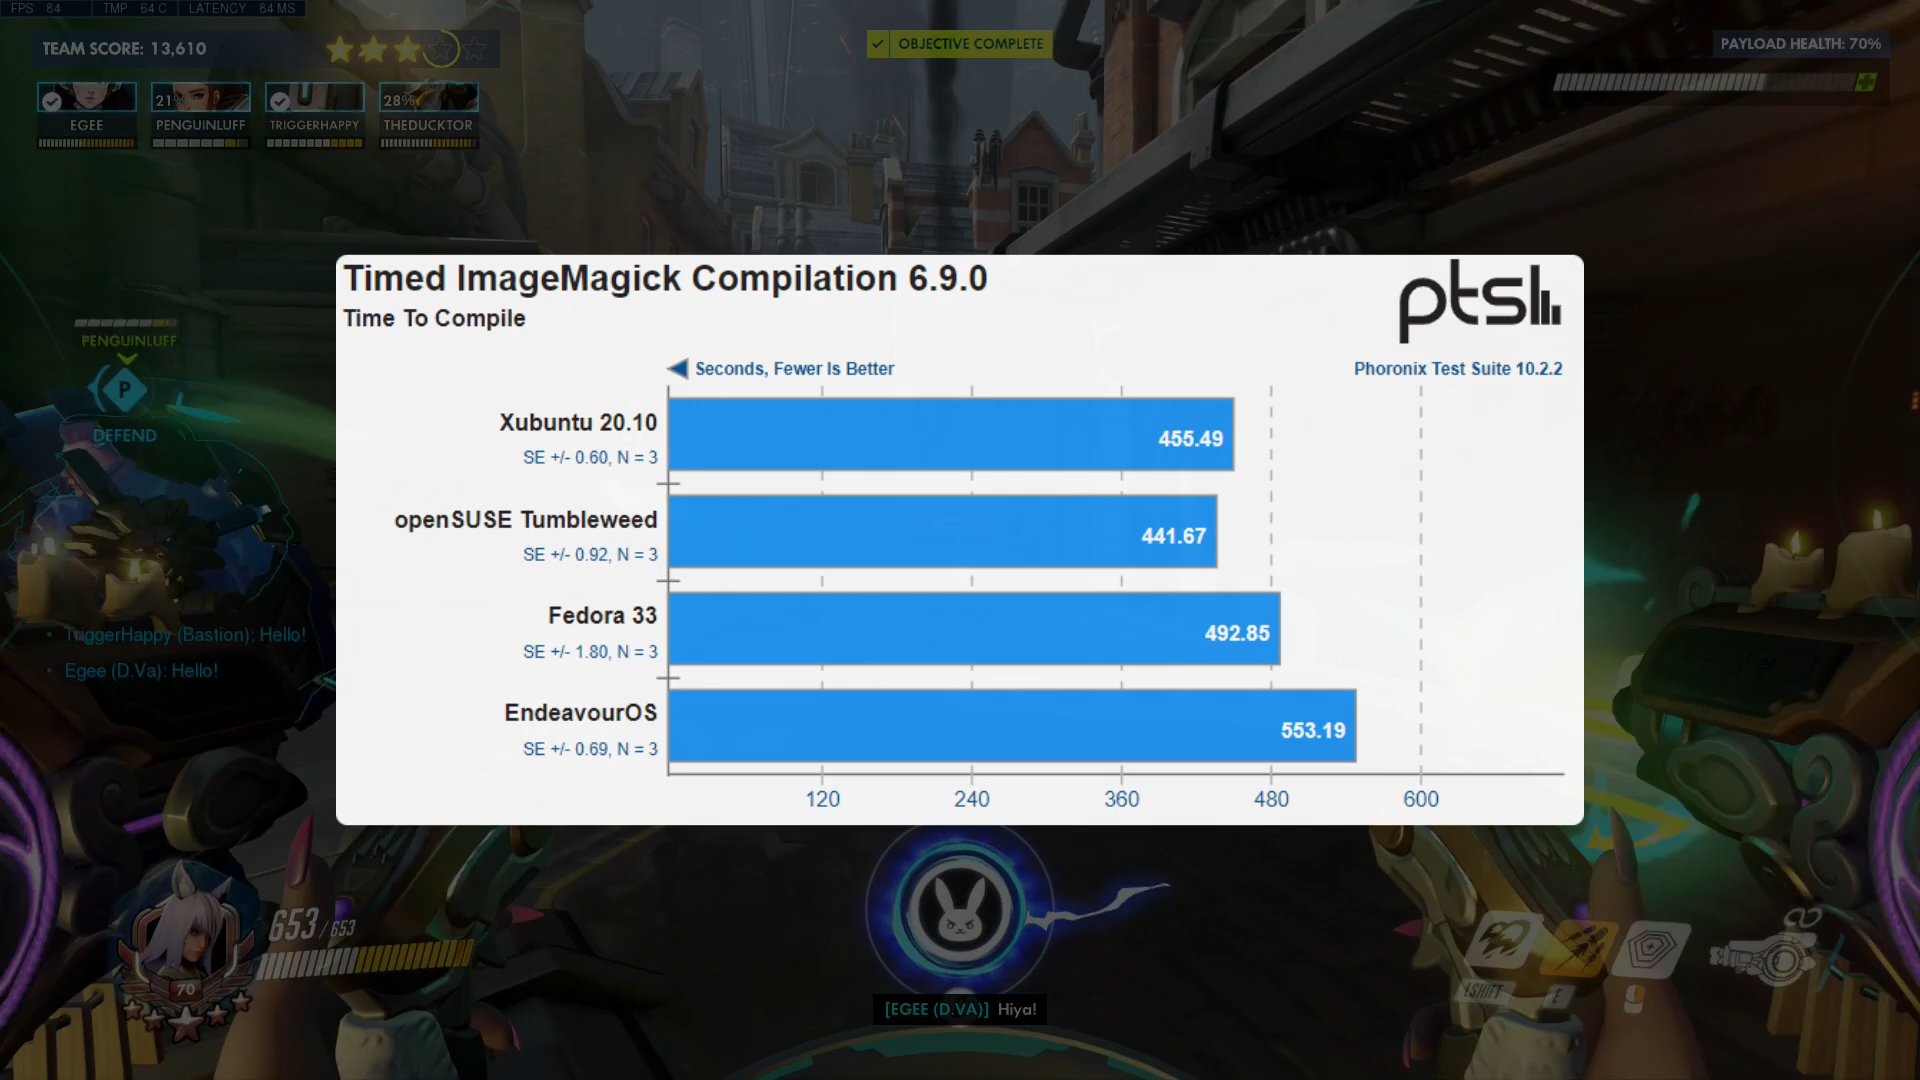 FPS: 84 TMP: 64 C LATENCY: 84 MS
TEAM SCORE: 13,610
OBJECTIVE COMPLETE
PAYLOAD HEALTH: 70%
21%
28%
EGEE
PENGUINLUFF
TRIGGERHAPPY
THEDUCKTOR
Timed ImageMagick Compilation 6.9.0
Time To Compile
ptsl
Seconds, Fewer Is Better
Phoronix Test Suite 10.2.2
Xubuntu 20.10
SE +/- 0.60, N = 3
455.49
openSUSE Tumbleweed
SE +/- 0.92, N = 3
441.67
Fedora 33
SE +/- 1.80, N = 3
492.85
EndeavourOS
SE +/- 0.69, N = 3
553.19
120 240 360 480 600
PENGUINLUFF
P
DEFEND
• TriggerHappy (Bastion): Hello!
• Egee (D.Va): Hello!
653 / 653
70
LSHIFT
E
[EGEE (D.VA)] Hiya!